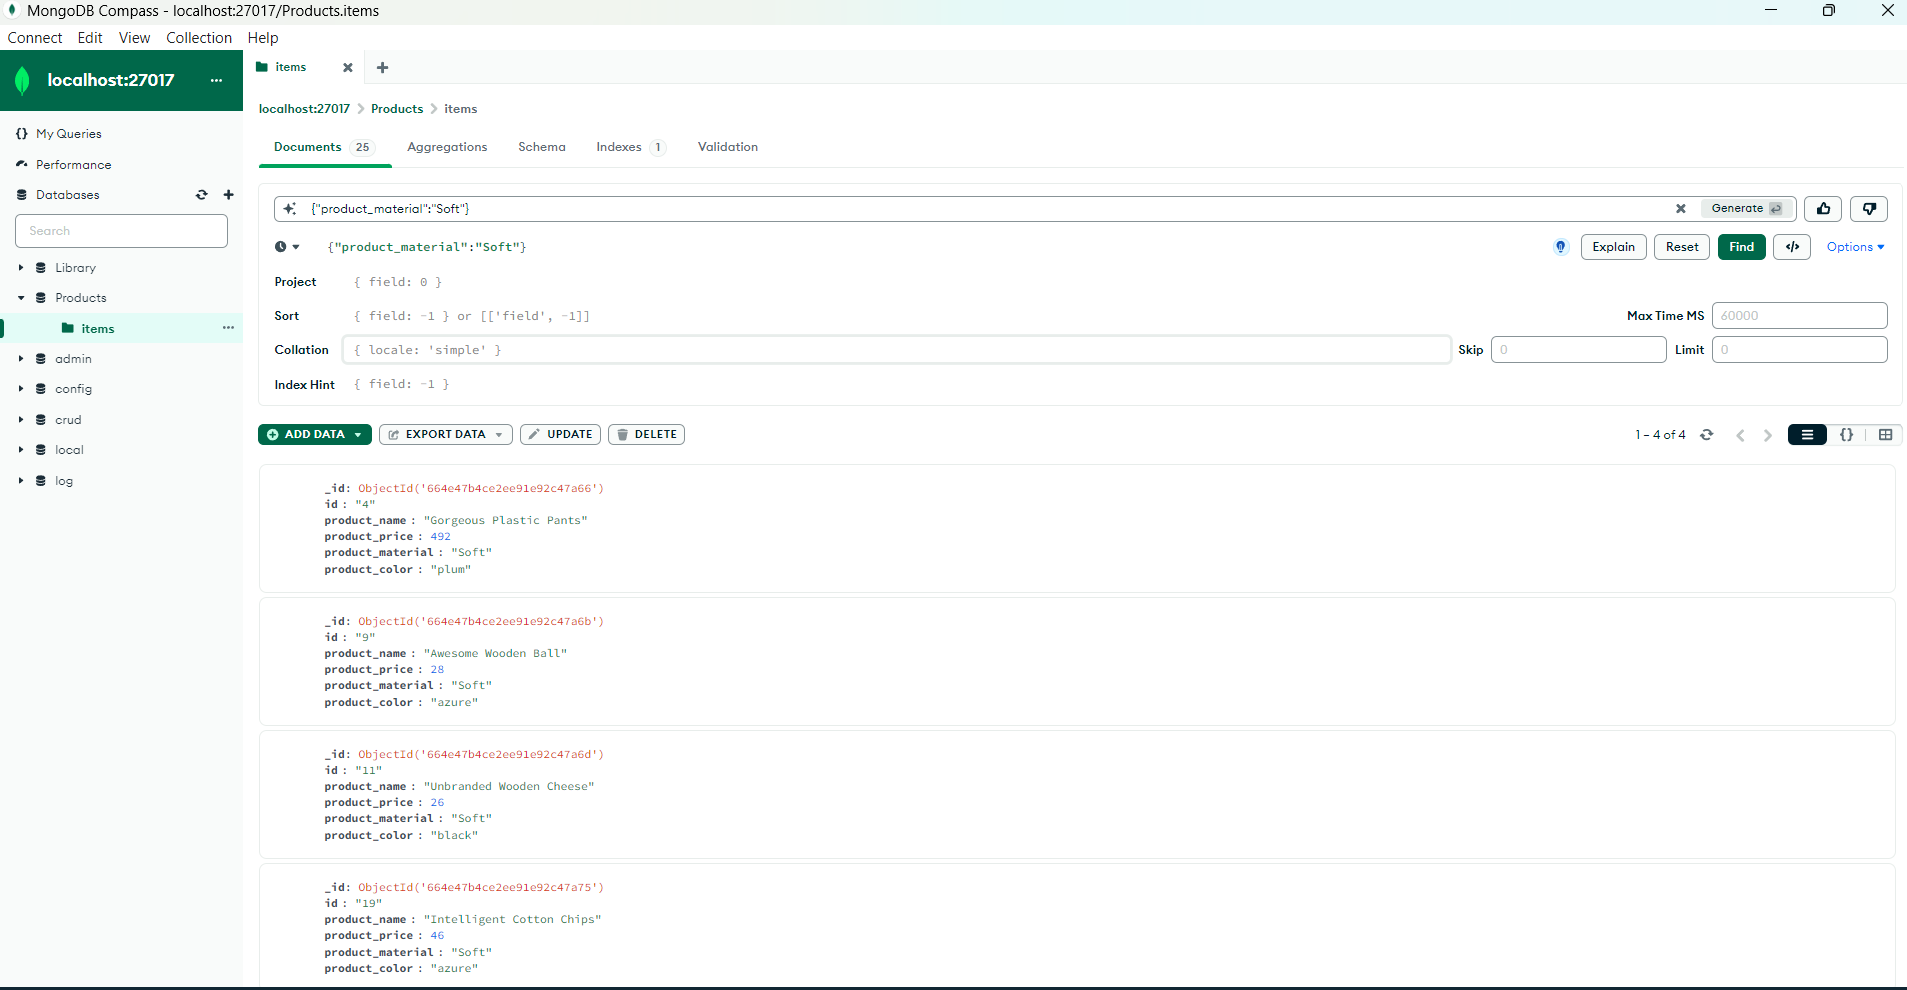 MongoDB Compass - localhost:27017/Products.items
Connect Edit View Collection Help
localhost:27017 ...
items
localhost:27017 > Products > items
{} My Queries
Performance
Databases
Search
Library
Products
items ...
admin
config
crud
local
log
Documents 25 Aggregations Schema Indexes 1 Validation
{"product_material":"Soft"} Generate
{"product_material":"Soft"} Explain Reset Find </> Options
Project { field: 0 }
Sort { field: -1 } or [['field', -1]] Max Time MS 60000
Collation { locale: 'simple' } Skip 0 Limit 0
Index Hint { field: -1 }
ADD DATA EXPORT DATA UPDATE DELETE 1 – 4 of 4 {}
_id: ObjectId('664e47b4ce2ee91e92c47a66')
id : "4"
product_name : "Gorgeous Plastic Pants"
product_price : 492
product_material : "Soft"
product_color : "plum"
_id: ObjectId('664e47b4ce2ee91e92c47a6b')
id : "9"
product_name : "Awesome Wooden Ball"
product_price : 28
product_material : "Soft"
product_color : "azure"
_id: ObjectId('664e47b4ce2ee91e92c47a6d')
id : "11"
product_name : "Unbranded Wooden Cheese"
product_price : 26
product_material : "Soft"
product_color : "black"
_id: ObjectId('664e47b4ce2ee91e92c47a75')
id : "19"
product_name : "Intelligent Cotton Chips"
product_price : 46
product_material : "Soft"
product_color : "azure"